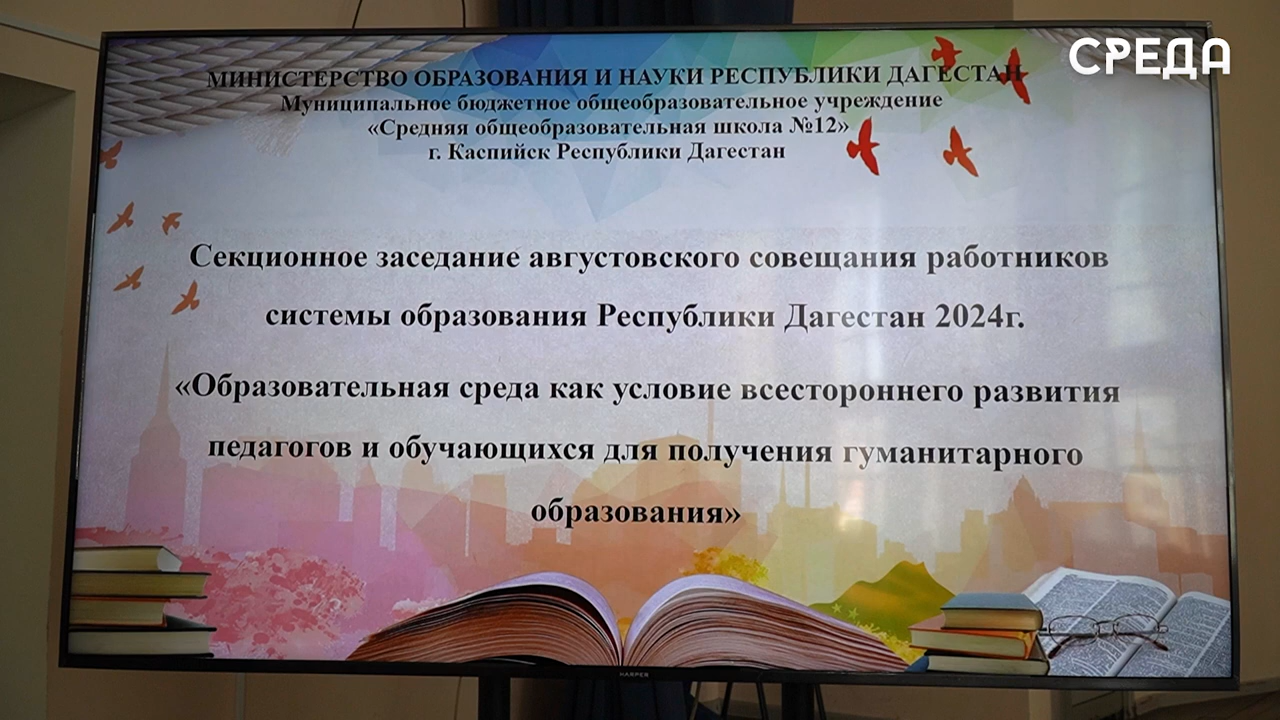 СРЕДА
МИНИСТЕРСТВО ОБРАЗОВАНИЯ И НАУКИ РЕСПУБЛИКИ ДАГЕСТАН
Муниципальное бюджетное общеобразовательное учреждение
«Средняя общеобразовательная школа №12»
г. Каспийск Республики Дагестан
Секционное заседание августовского совещания работников
системы образования Республики Дагестан 2024г.
«Образовательная среда как условие всестороннего развития
педагогов и обучающихся для получения гуманитарного
образования»
HARPER